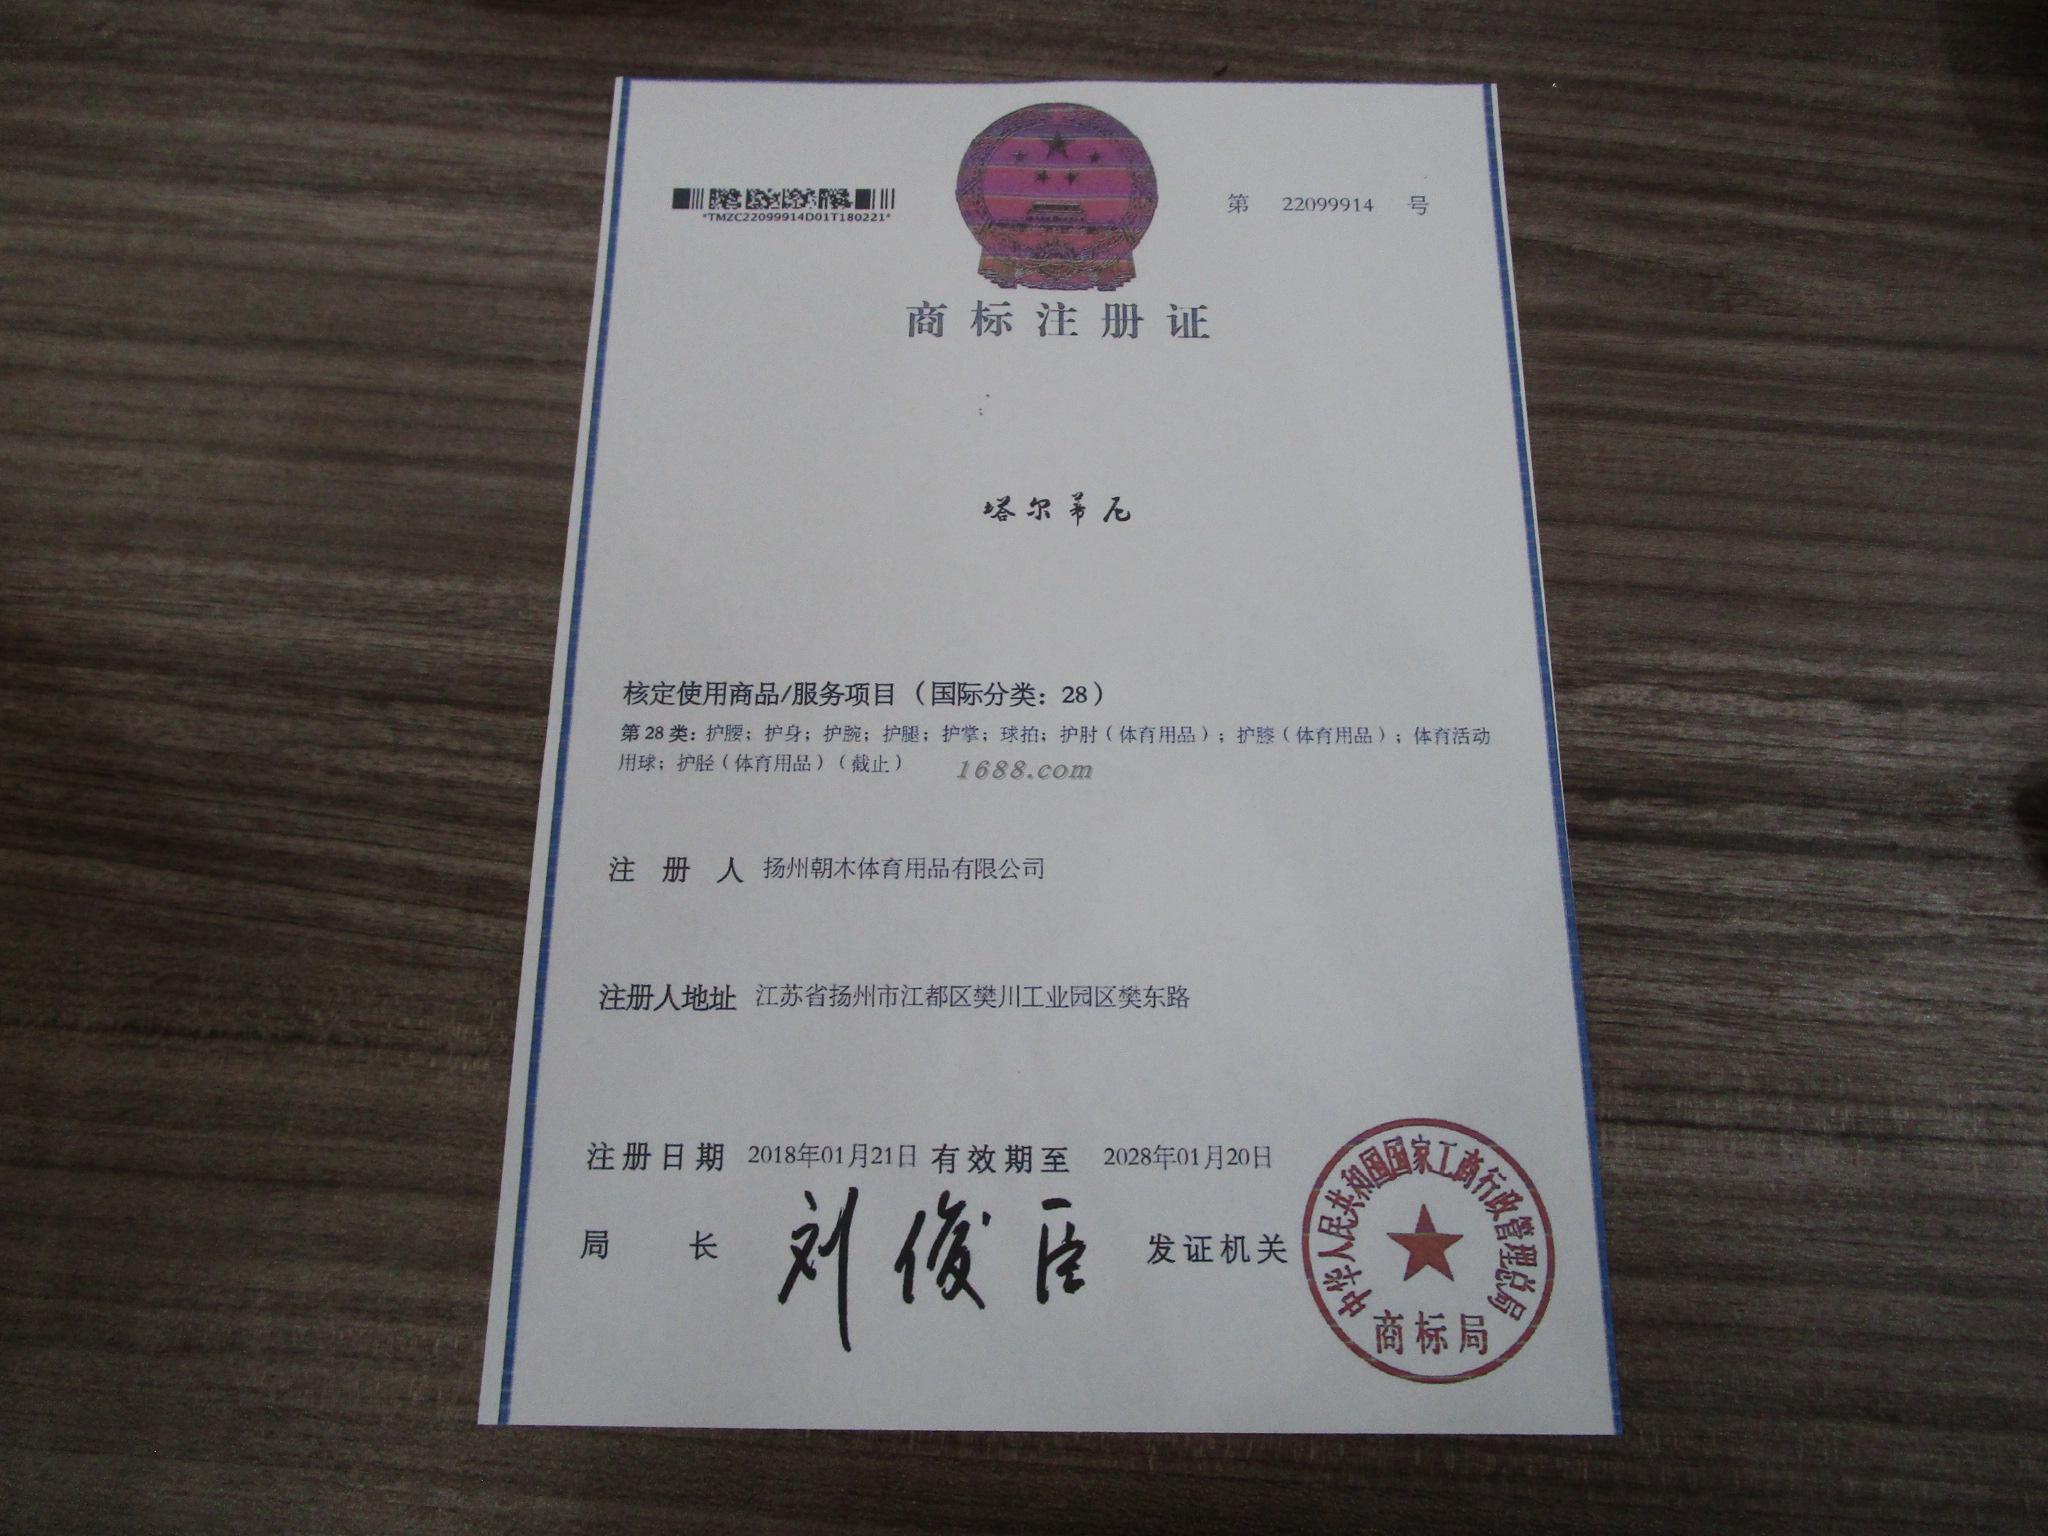 *TMZC22099914D01T180221*
第 22099914 号
商标注册证
塔尔蒂尼
核定使用商品/服务项目（国际分类：28）
第28类：护腰；护身；护腕；护腿；护掌；球拍；护肘（体育用品）；护膝（体育用品）；体育活动
用球；护胫（体育用品）（截止）
1688.com
注册人 扬州朝木体育用品有限公司
注册人地址 江苏省扬州市江都区樊川工业园区樊东路
注册日期 2018年01月21日 有效期至 2028年01月20日
局长 刘俊臣 发证机关
中华人民共和国国家工商行政管理总局
商标局